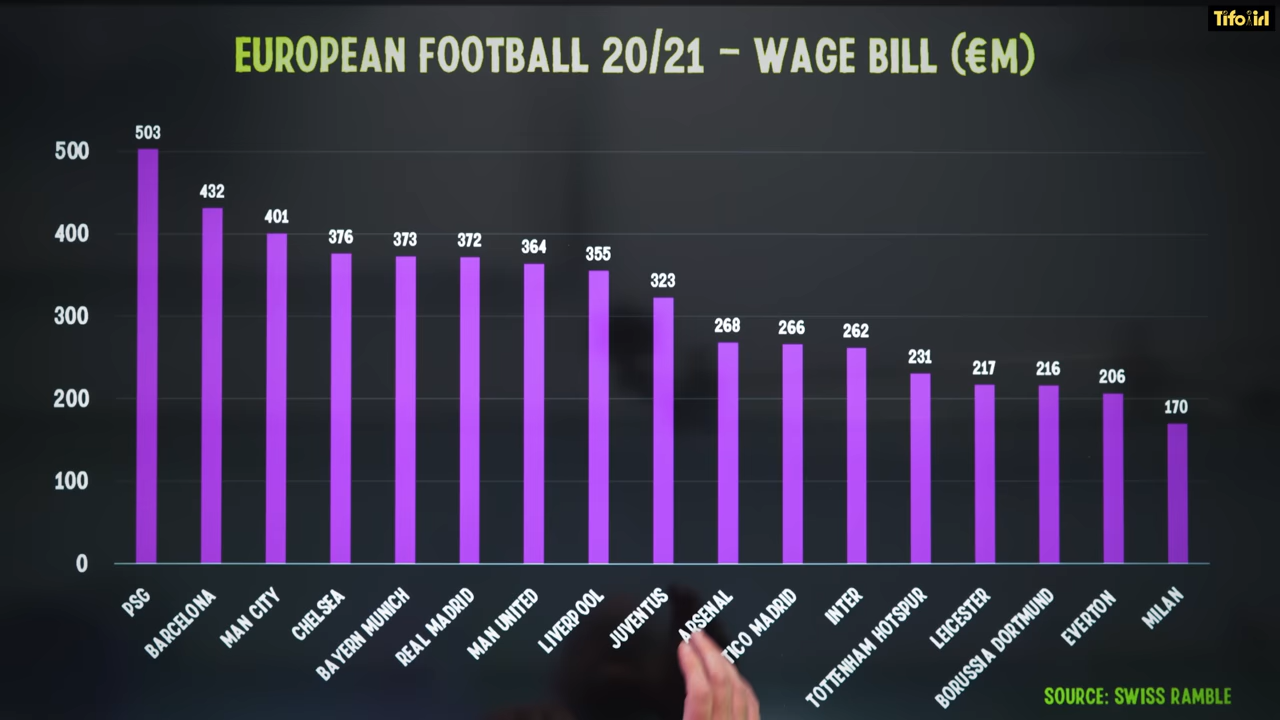 Tifo irl
EUROPEAN FOOTBALL 20/21 – WAGE BILL (€M)
500
400
300
200
100
0
503
432
401
376
373
372
364
355
323
268
266
262
231
217
216
206
170
PSG
BARCELONA
MAN CITY
CHELSEA
BAYERN MUNICH
REAL MADRID
MAN UNITED
LIVERPOOL
JUVENTUS
ARSENAL
MADRID
INTER
TOTTENHAM HOTSPUR
LEICESTER
BORUSSIA DORTMUND
EVERTON
MILAN
SOURCE: SWISS RAMBLE